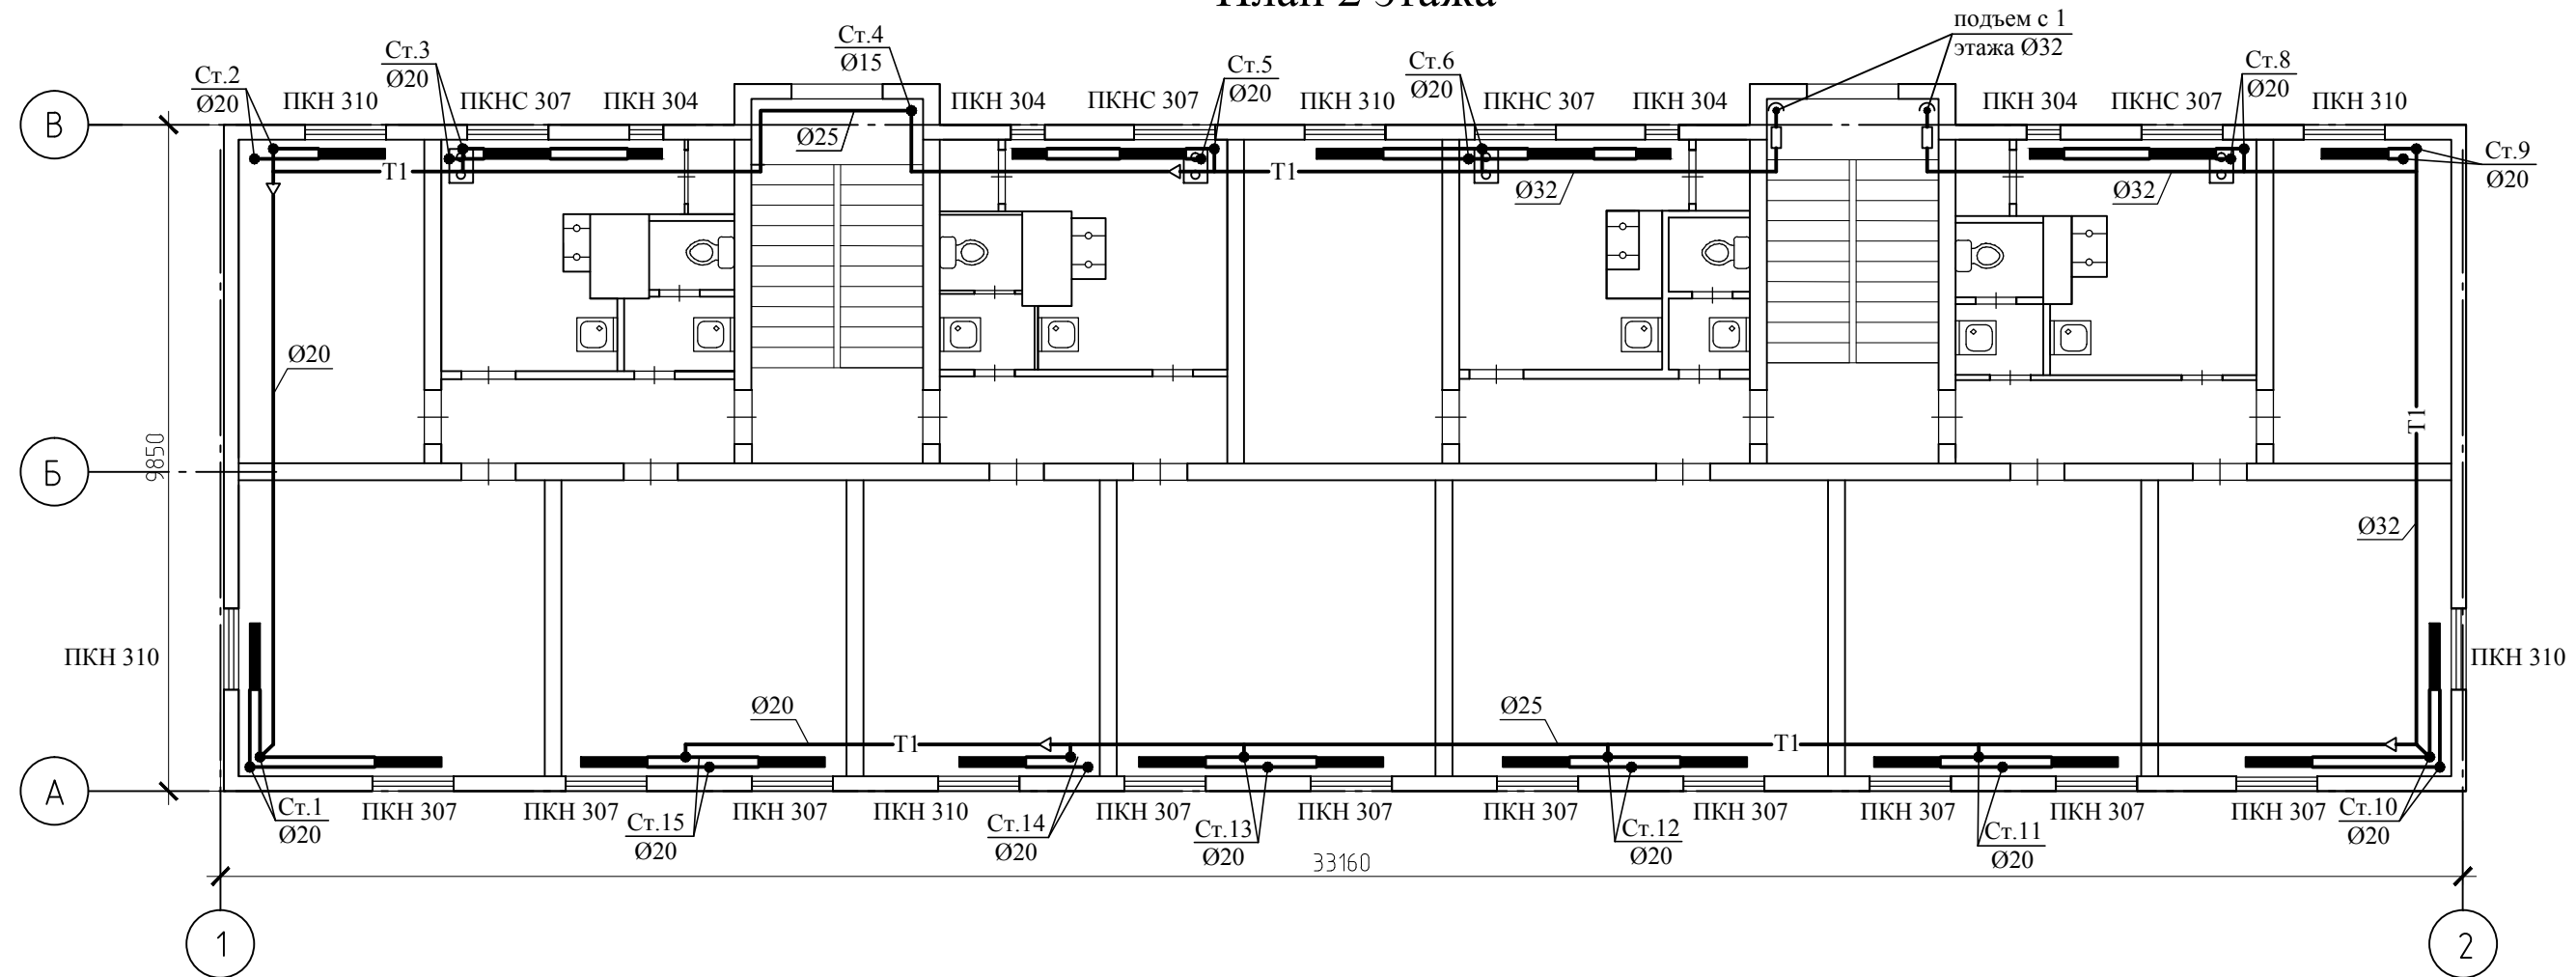 План 2 этажа
подъем с 1
этажа Ø32
Ст.2
Ø20
ПКН 310
Ст.3
Ø20
ПКНС 307
ПКН 304
Ст.4
Ø15
Ø25
ПКН 304
ПКНС 307
Ст.5
Ø20
ПКН 310
Ст.6
Ø20
ПКНС 307
ПКН 304
ПКН 304
ПКНС 307
Ст.8
Ø20
ПКН 310
Ст.9
Ø20
В
Т1
Т1
Ø32
Ø32
Ø20
Т1
9850
Б
Ø32
ПКН 310
ПКН 310
Ø20
Т1
Ø25
Т1
А
Ст.1
Ø20
ПКН 307
ПКН 307
Ст.15
Ø20
ПКН 307
ПКН 310
Ст.14
Ø20
ПКН 307
Ст.13
Ø20
ПКН 307
ПКН 307
Ст.12
Ø20
ПКН 307
ПКН 307
Ст.11
Ø20
ПКН 307
ПКН 307
Ст.10
Ø20
33160
1
2